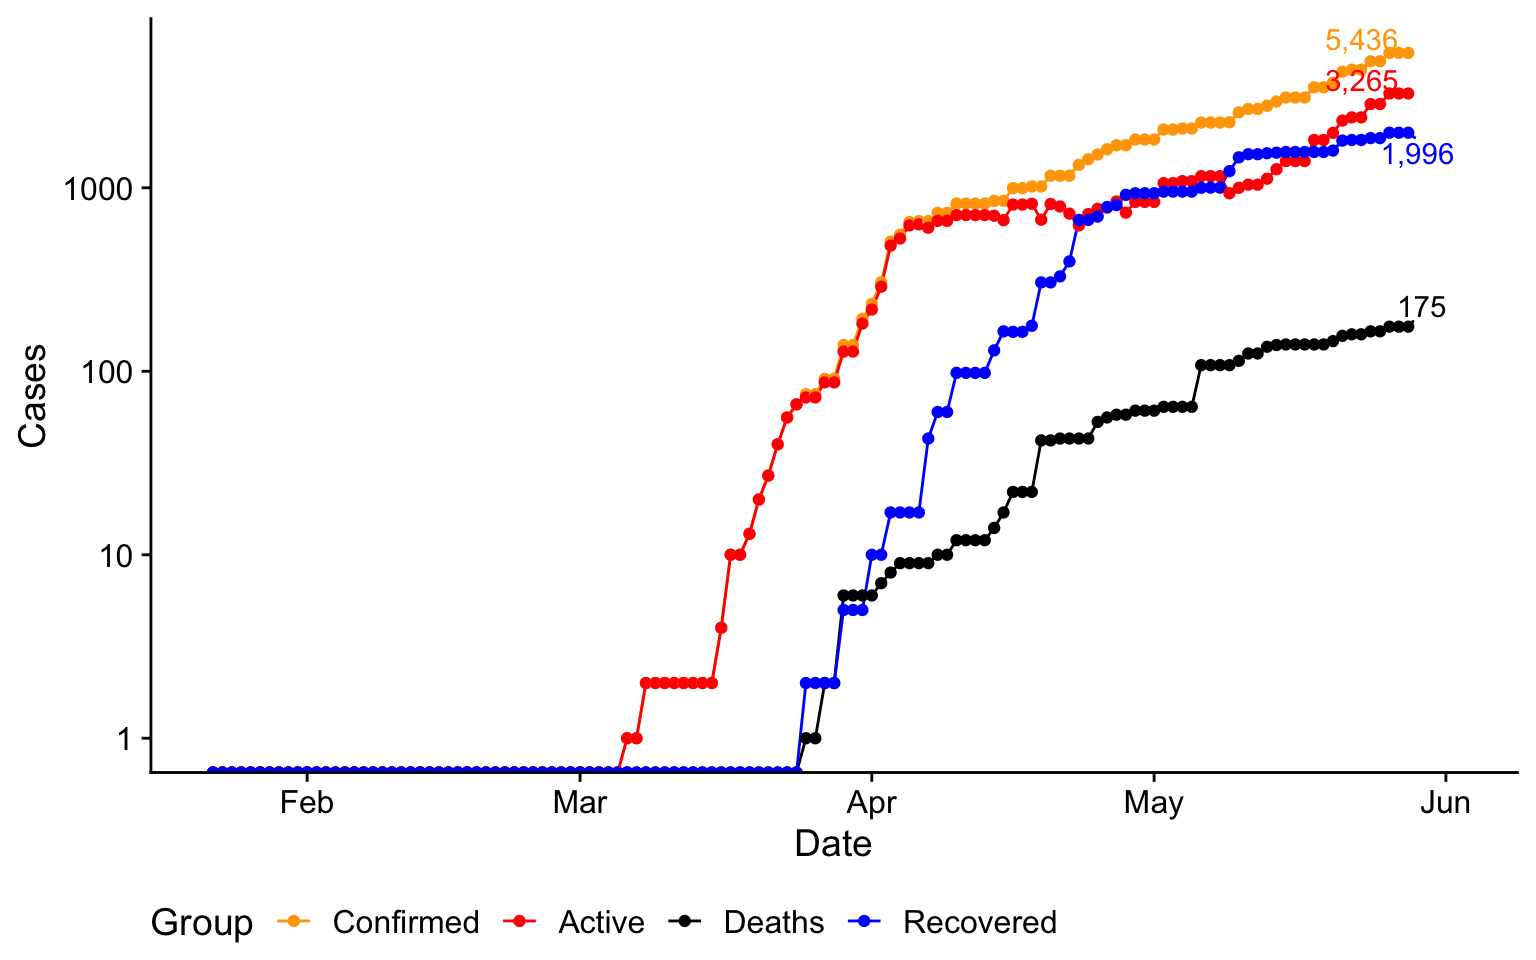 5,436
3,265
1,996
175
1000
100
10
1
Cases
Feb Mar Apr May Jun
Date
Group Confirmed Active Deaths Recovered